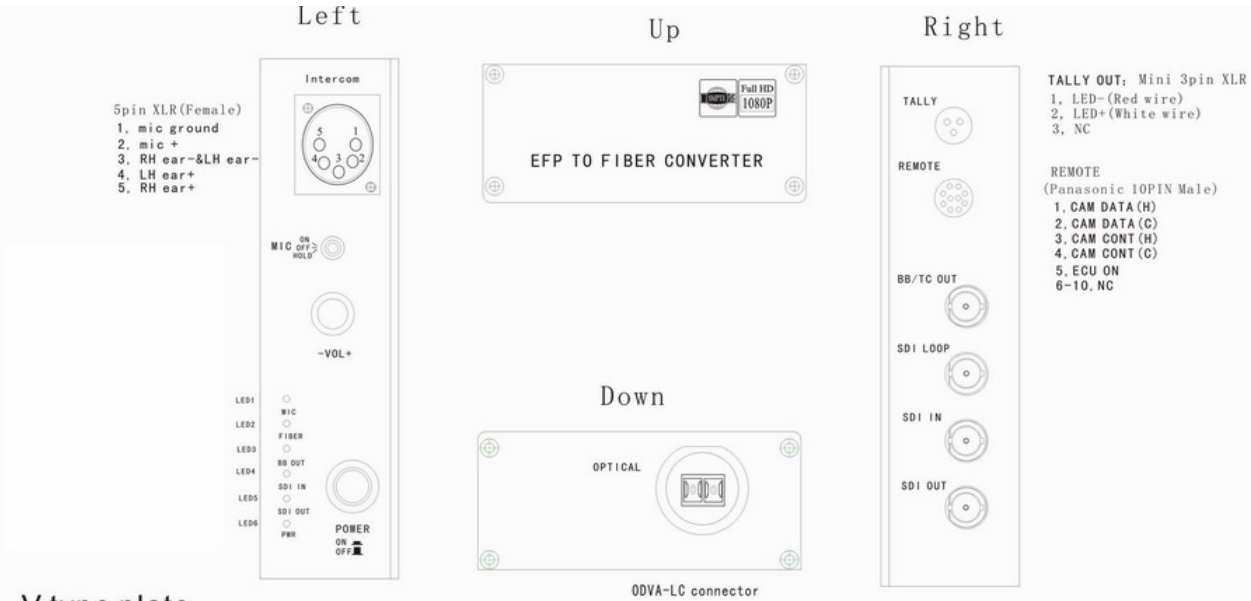 Left
Intercom
5pin XLR(Female)
1, mic ground
2, mic +
3, RH ear-&LH ear-
4, LH ear+
5, RH ear+
5 1
4 3 2
MIC ON
OFF
HOLD
-VOL+
LED1
MIC
LED2
FIBER
LED3
BB OUT
LED4
SDI IN
LED5
SDI OUT
LED6
PWR
POWER
ON
OFF
Up
SMPTE
Full HD
1080P
EFP TO FIBER CONVERTER
Down
OPTICAL
ODVA-LC connector
Right
TALLY
REMOTE
BB/TC OUT
SDI LOOP
SDI IN
SDI OUT
TALLY OUT: Mini 3pin XLR
1, LED-(Red wire)
2, LED+(White wire)
3, NC
REMOTE
(Panasonic 10PIN Male)
1, CAM DATA(H)
2, CAM DATA(C)
3, CAM CONT(H)
4, CAM CONT(C)
5, ECU ON
6-10, NC